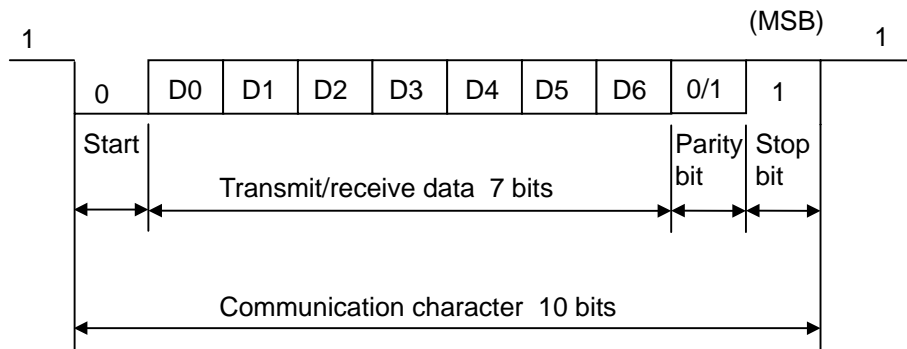 (MSB)
1 1
0 D0 D1 D2 D3 D4 D5 D6 0/1 1
Start Parity bit Stop bit
Transmit/receive data 7 bits
Communication character 10 bits